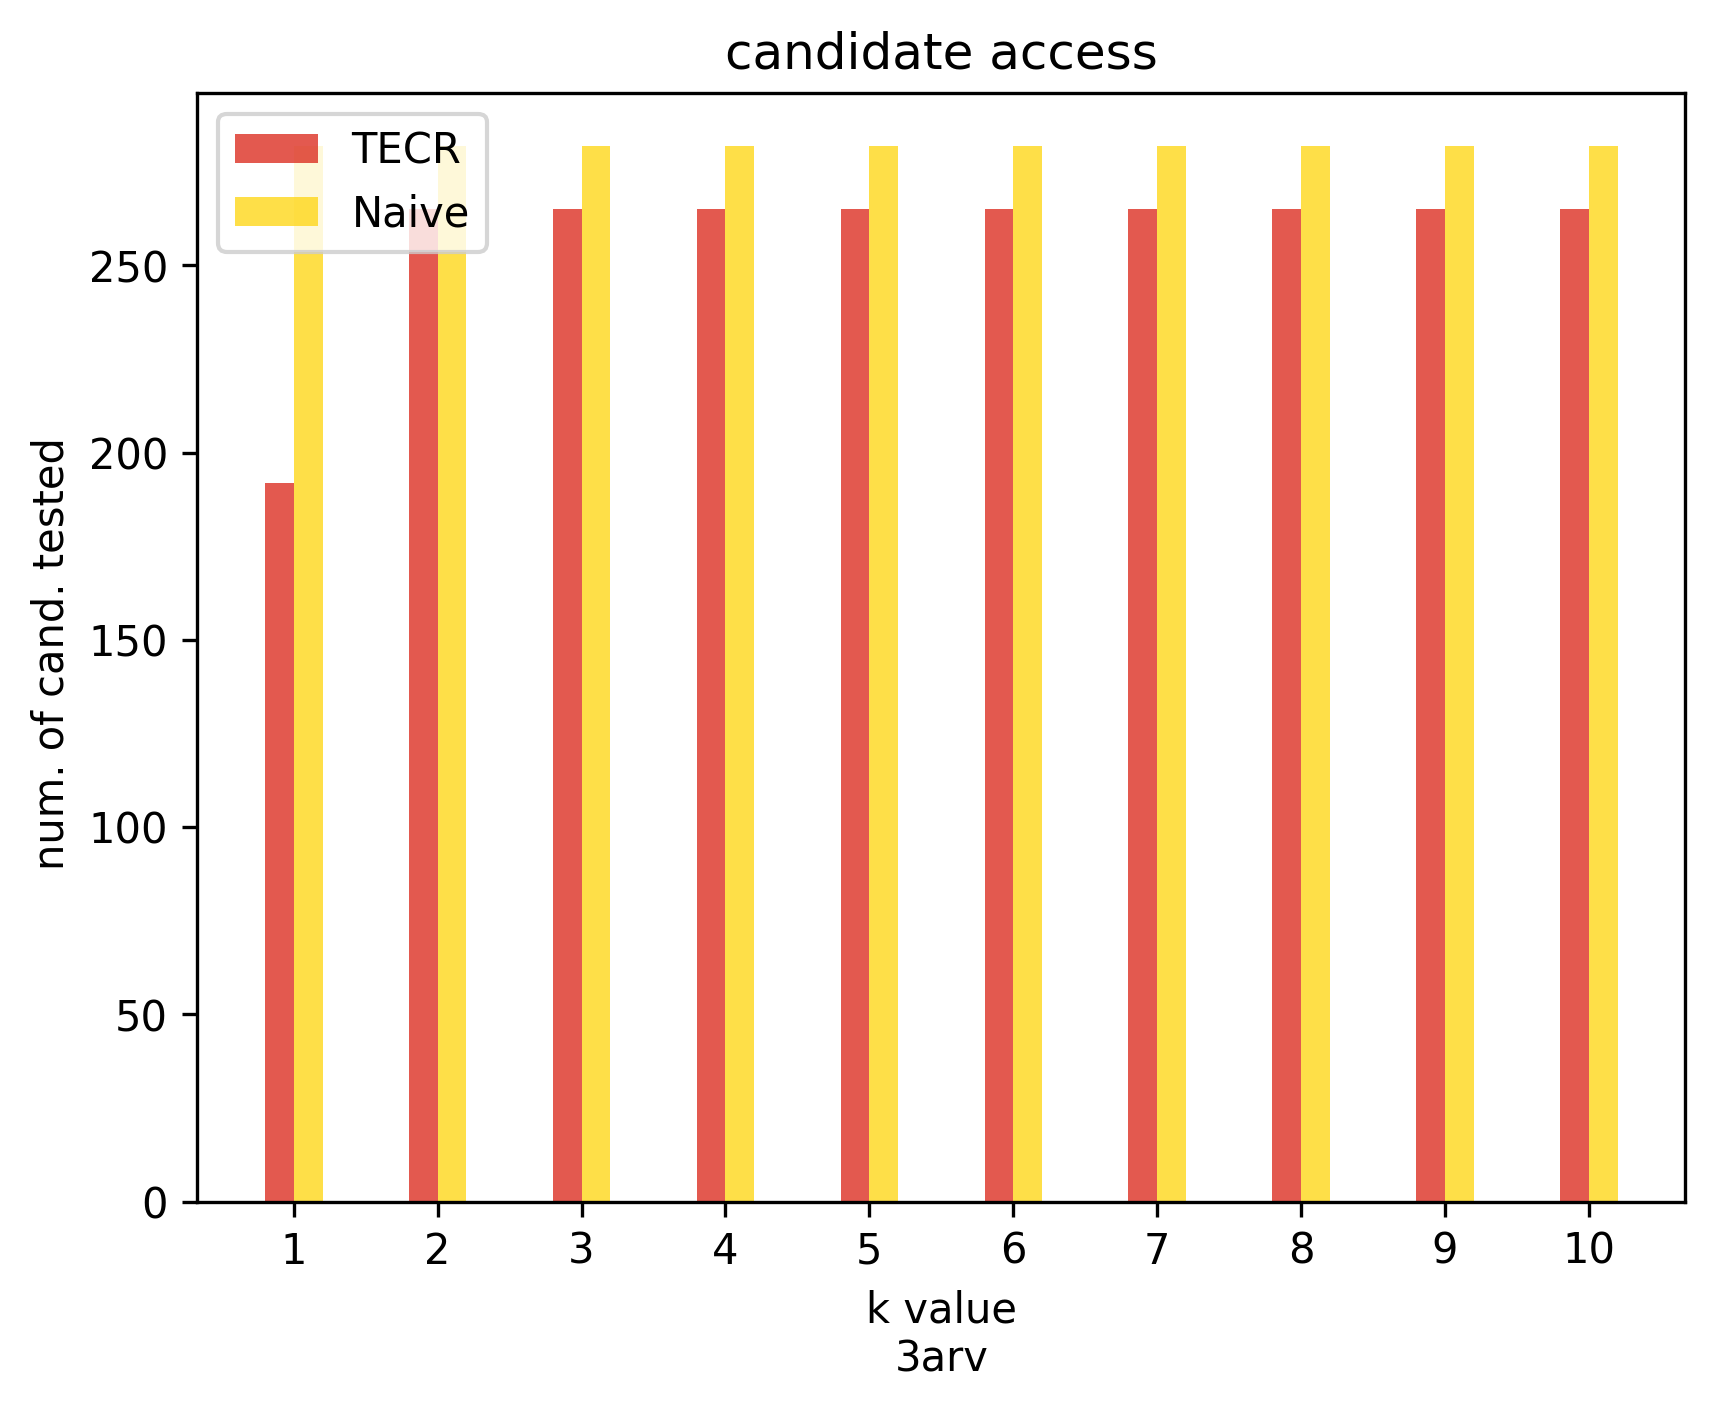 candidate access
TECR
Naive
num. of cand. tested
250
200
150
100
50
0
1 2 3 4 5 6 7 8 9 10
k value
3arv